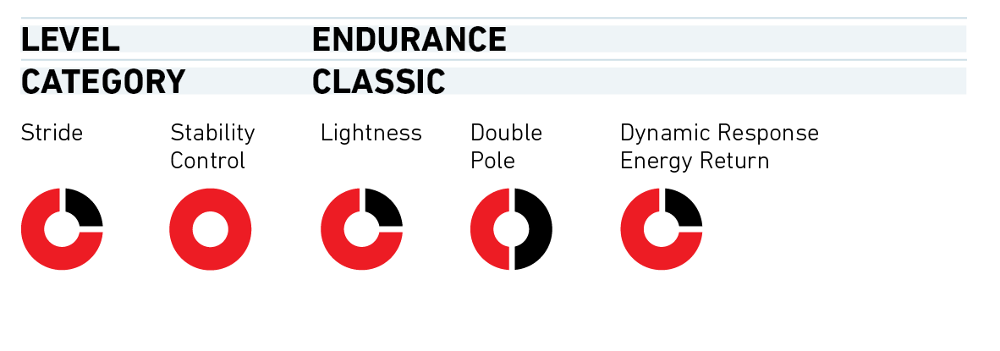 LEVEL ENDURANCE
CATEGORY CLASSIC
Stride
Stability
Control
Lightness
Double
Pole
Dynamic Response
Energy Return